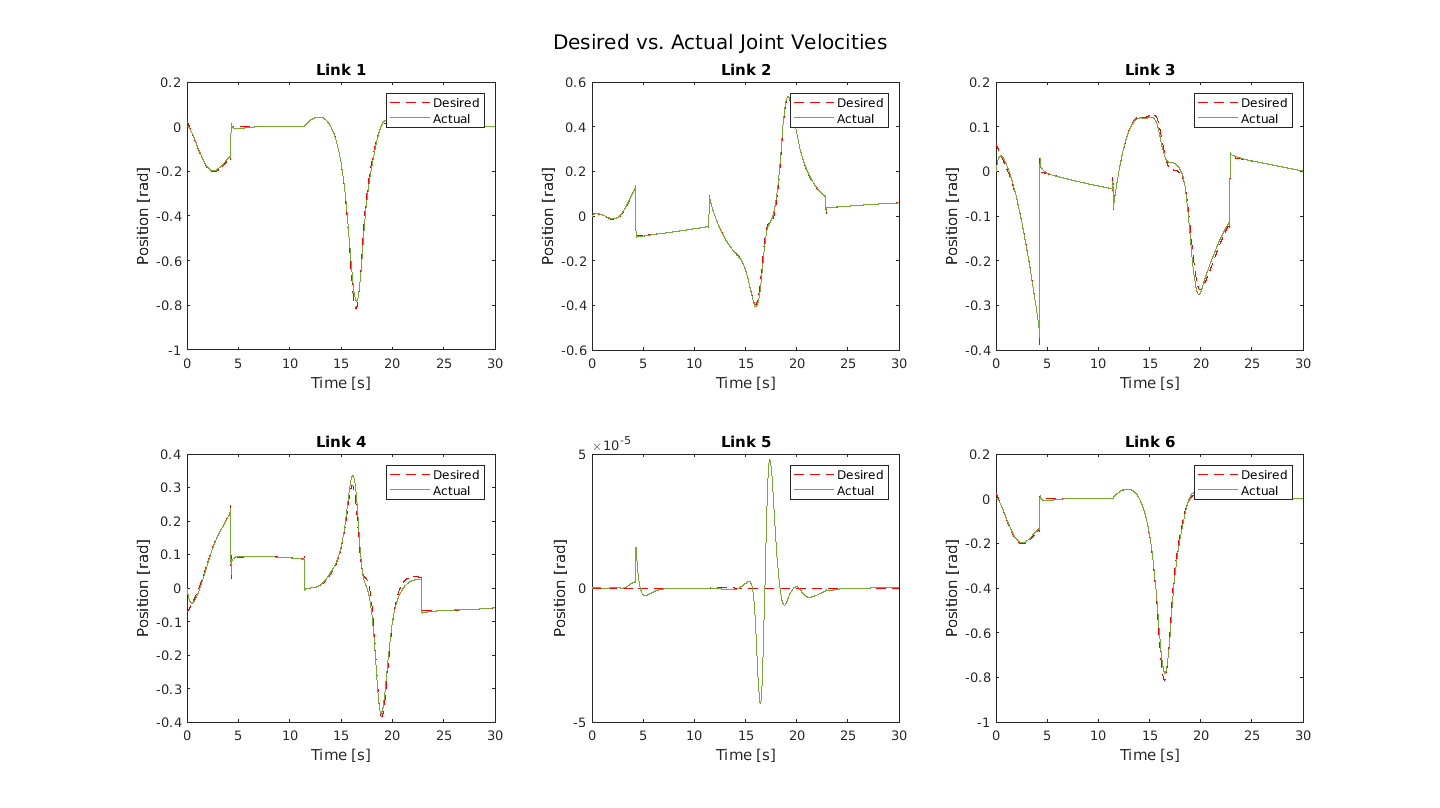 Desired vs. Actual Joint Velocities
Link 1
0.2
0
-0.2
-0.4
-0.6
-0.8
-1
Position [rad]
Desired
Actual
0 5 10 15 20 25 30
Time [s]
Link 2
0.6
0.4
0.2
0
-0.2
-0.4
-0.6
Position [rad]
Desired
Actual
0 5 10 15 20 25 30
Time [s]
Link 3
0.2
0.1
0
-0.1
-0.2
-0.3
-0.4
Position [rad]
Desired
Actual
0 5 10 15 20 25 30
Time [s]
Link 4
0.4
0.3
0.2
0.1
0
-0.1
-0.2
-0.3
-0.4
Position [rad]
Desired
Actual
0 5 10 15 20 25 30
Time [s]
Link 5
×10-5
5
0
-5
Position [rad]
Desired
Actual
0 5 10 15 20 25 30
Time [s]
Link 6
0.2
0
-0.2
-0.4
-0.6
-0.8
-1
Position [rad]
Desired
Actual
0 5 10 15 20 25 30
Time [s]